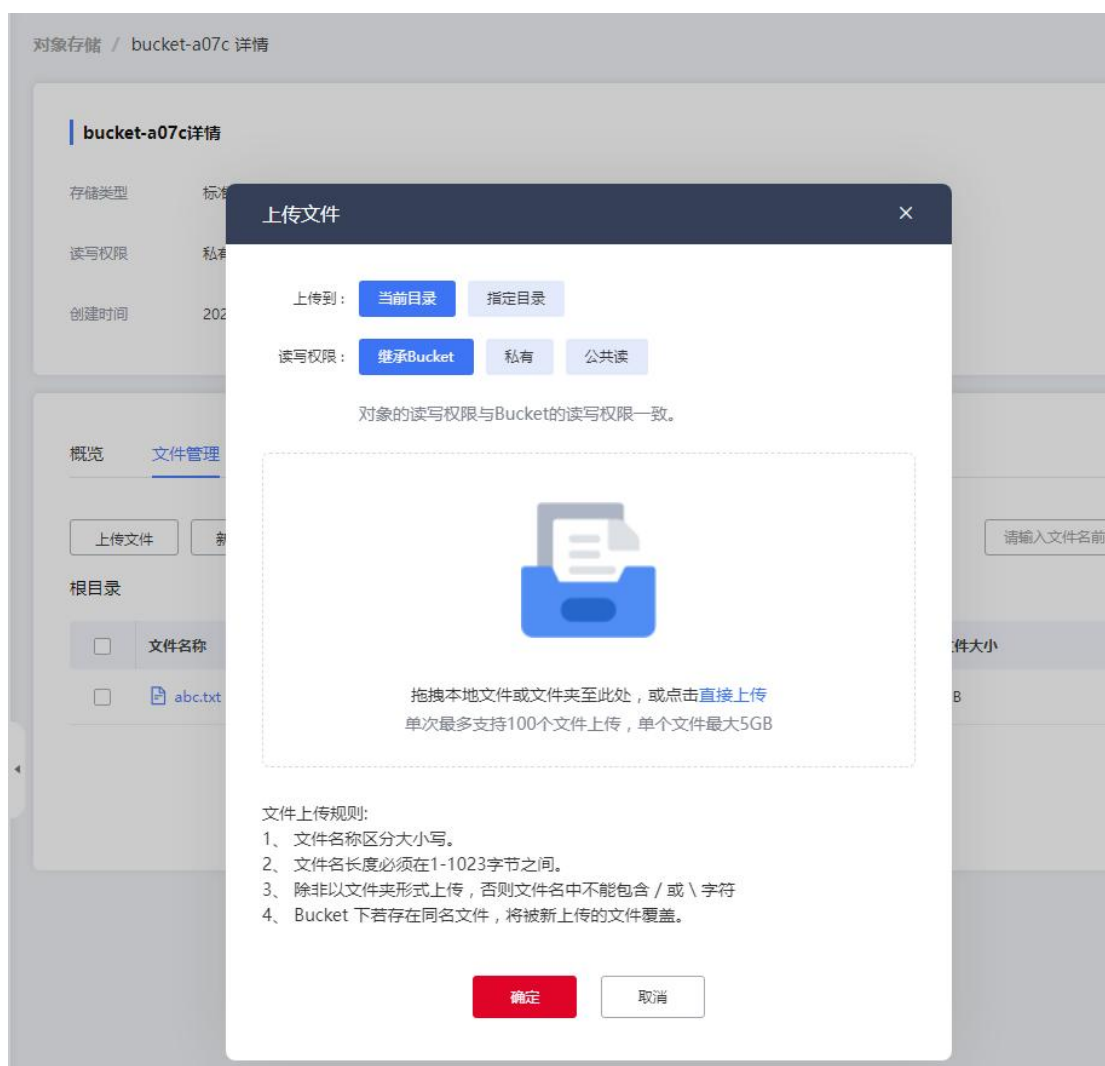 对象存储 / bucket-a07c 详情
bucket-a07c详情
存储类型 标准
读写权限 私有
创建时间 202
概览 文件管理
上传文件 新
请输入文件名前
根目录
文件名称
件大小
abc.txt
B
上传文件
上传到： 当前目录 指定目录
读写权限： 继承Bucket 私有 公共读
对象的读写权限与Bucket的读写权限一致。
拖拽本地文件或文件夹至此处，或点击直接上传
单次最多支持100个文件上传，单个文件最大5GB
文件上传规则:
1、 文件名称区分大小写。
2、 文件名长度必须在1-1023字节之间。
3、 除非以文件夹形式上传，否则文件名中不能包含 / 或 \ 字符
4、 Bucket 下若存在同名文件，将被新上传的文件覆盖。
确定 取消